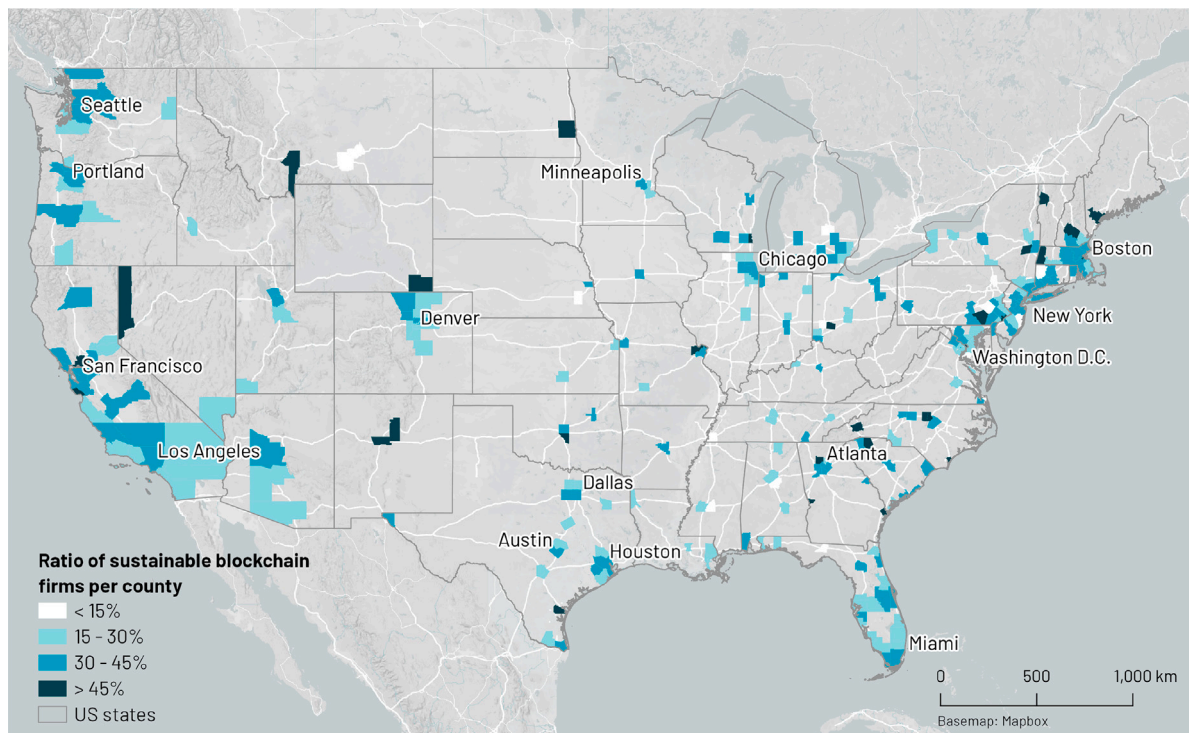 Seattle
Portland
Minneapolis
Boston
Chicago
New York
Denver
Washington D.C.
San Francisco
Los Angeles
Atlanta
Dallas
Austin
Houston
Miami
Ratio of sustainable blockchain
firms per county
< 15%
15 - 30%
30 - 45%
> 45%
US states
0 500 1,000 km
Basemap: Mapbox